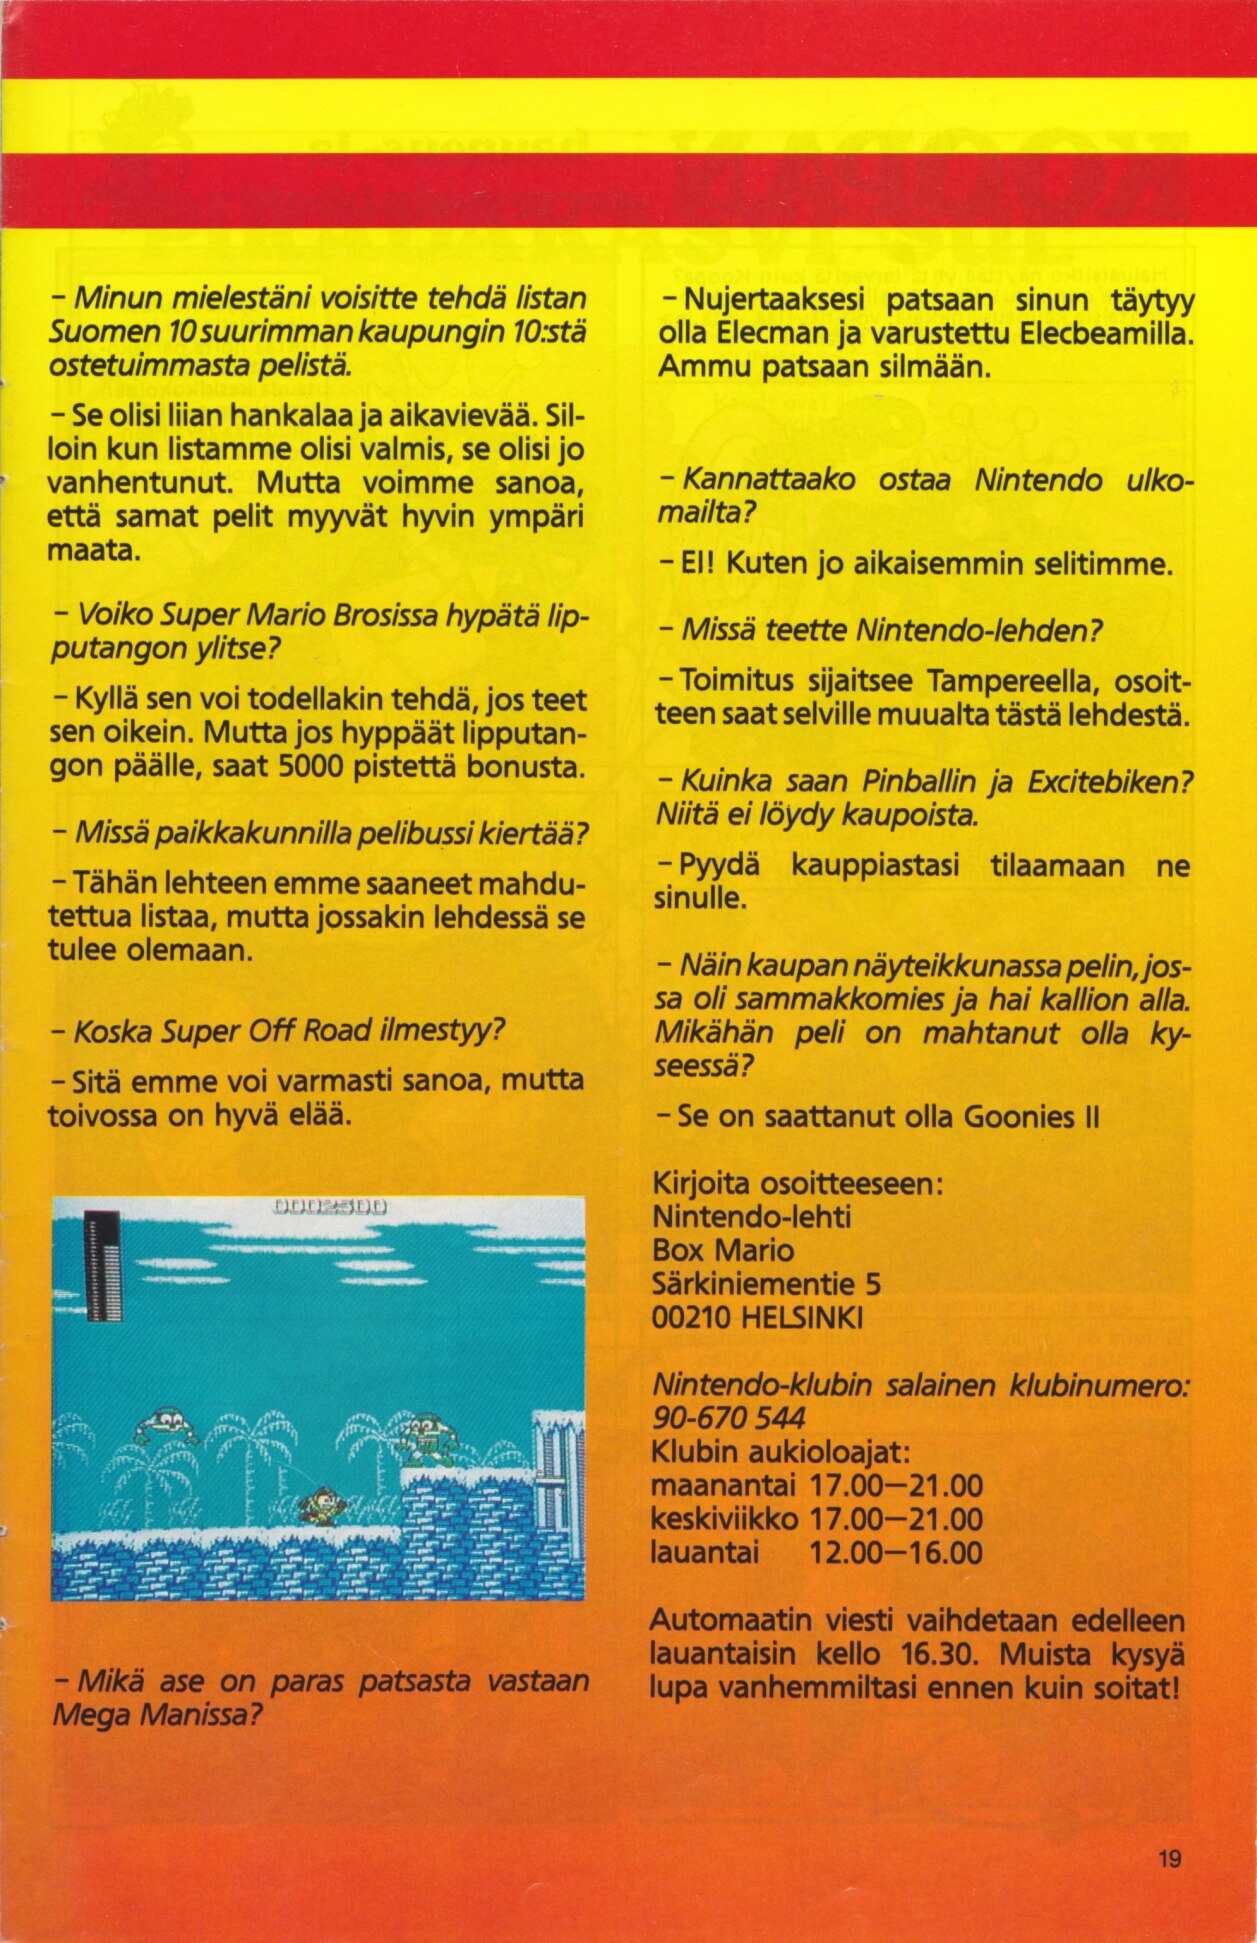 – Minun mielestäni voisitte tehdä listan
Suomen 10 suurimman kaupungin 10:stä
ostetuimmasta pelistä.
– Se olisi liian hankalaa ja aikavievää. Sil-
loin kun listamme olisi valmis, se olisi jo
vanhentunut. Mutta voimme sanoa,
että samat pelit myyvät hyvin ympäri
maata.
– Voiko Super Mario Brosissa hypätä lip-
putangon ylitse?
– Kyllä sen voi todellakin tehdä, jos teet
sen oikein. Mutta jos hyppäät lipputan-
gon päälle, saat 5000 pistettä bonusta.
– Missä paikkakunnilla pelibussi kiertää?
– Tähän lehteen emme saaneet mahdu-
tettua listaa, mutta jossakin lehdessä se
tulee olemaan.
– Koska Super Off Road ilmestyy?
– Sitä emme voi varmasti sanoa, mutta
toivossa on hyvä elää.
0002500
– Mikä ase on paras patsasta vastaan
Mega Manissa?
– Nujertaaksesi patsaan sinun täytyy
olla Elecman ja varustettu Elecbeamilla.
Ammu patsaan silmään.
– Kannattaako ostaa Nintendo ulko-
mailta?
– EI! Kuten jo aikaisemmin selitimme.
– Missä teette Nintendo-lehden?
– Toimitus sijaitsee Tampereella, osoit-
teen saat selville muualta tästä lehdestä.
– Kuinka saan Pinballin ja Excitebiken?
Niitä ei löydy kaupoista.
– Pyydä kauppiastasi tilaamaan ne
sinulle.
– Näin kaupan näyteikkunassa pelin, jos-
sa oli sammakkomies ja hai kallion alla.
Mikähän peli on mahtanut olla ky-
seessä?
– Se on saattanut olla Goonies II
Kirjoita osoitteeseen:
Nintendo-lehti
Box Mario
Särkiniementie 5
00210 HELSINKI
Nintendo-klubin salainen klubinumero:
90-670 544
Klubin aukioloajat:
maanantai 17.00—21.00
keskiviikko 17.00—21.00
lauantai 12.00—16.00
Automaatin viesti vaihdetaan edelleen
lauantaisin kello 16.30. Muista kysyä
lupa vanhemmiltasi ennen kuin soitat!
19